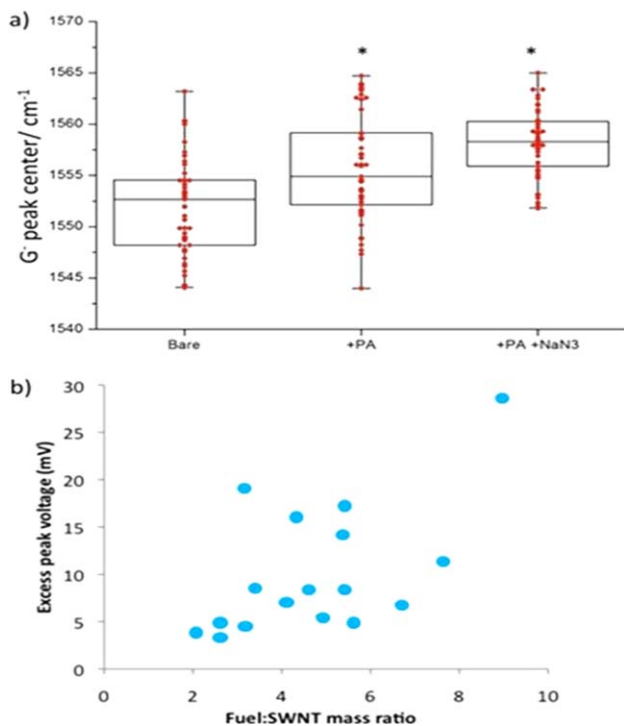 a)
* *
G⁻ peak center/ cm⁻¹
1570
1565
1560
1555
1550
1545
1540
Bare +PA +PA +NaN3
b)
Excess peak voltage (mV)
30
25
20
15
10
5
0
0 2 4 6 8 10
Fuel:SWNT mass ratio